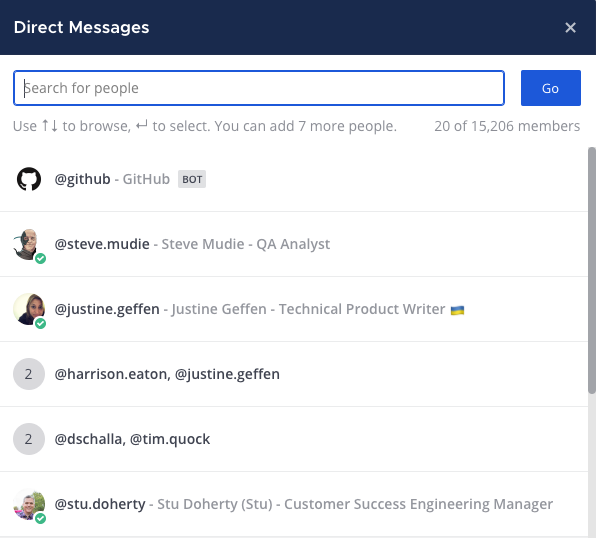 Direct Messages ×
Search for people Go
Use ↑↓ to browse, ↵ to select. You can add 7 more people. 20 of 15,206 members
@github - GitHub BOT
@steve.mudie - Steve Mudie - QA Analyst
@justine.geffen - Justine Geffen - Technical Product Writer 🇺🇦
2 @harrison.eaton, @justine.geffen
2 @dschalla, @tim.quock
@stu.doherty - Stu Doherty (Stu) - Customer Success Engineering Manager